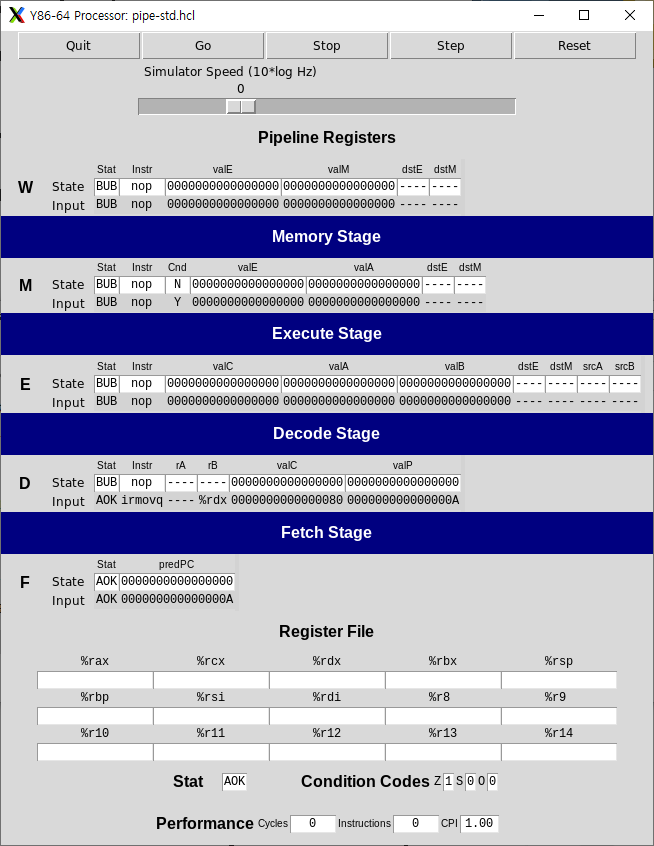 Y86-64 Processor: pipe-std.hcl
Quit Go Stop Step Reset
Simulator Speed (10*log Hz)
0
Pipeline Registers
Stat Instr valE valM dstE dstM
W State BUB nop 0000000000000000 0000000000000000 ---- ----
Input BUB nop 0000000000000000 0000000000000000 ---- ----
Memory Stage
Stat Instr Cnd valE valA dstE dstM
M State BUB nop N 0000000000000000 0000000000000000 ---- ----
Input BUB nop Y 0000000000000000 0000000000000000 ---- ----
Execute Stage
Stat Instr valC valA valB dstE dstM srcA srcB
E State BUB nop 0000000000000000 0000000000000000 0000000000000000 ---- ---- ---- ----
Input BUB nop 0000000000000000 0000000000000000 0000000000000000 ---- ---- ---- ----
Decode Stage
Stat Instr rA rB valC valP
D State BUB nop ---- ---- 0000000000000000 0000000000000000
Input AOK irmovq ---- %rdx 0000000000000080 000000000000000A
Fetch Stage
Stat predPC
F State AOK 0000000000000000
Input AOK 000000000000000A
Register File
%rax %rcx %rdx %rbx %rsp
%rbp %rsi %rdi %r8 %r9
%r10 %r11 %r12 %r13 %r14
Stat AOK Condition Codes Z 1 S 0 O 0
Performance Cycles 0 Instructions 0 CPI 1.00